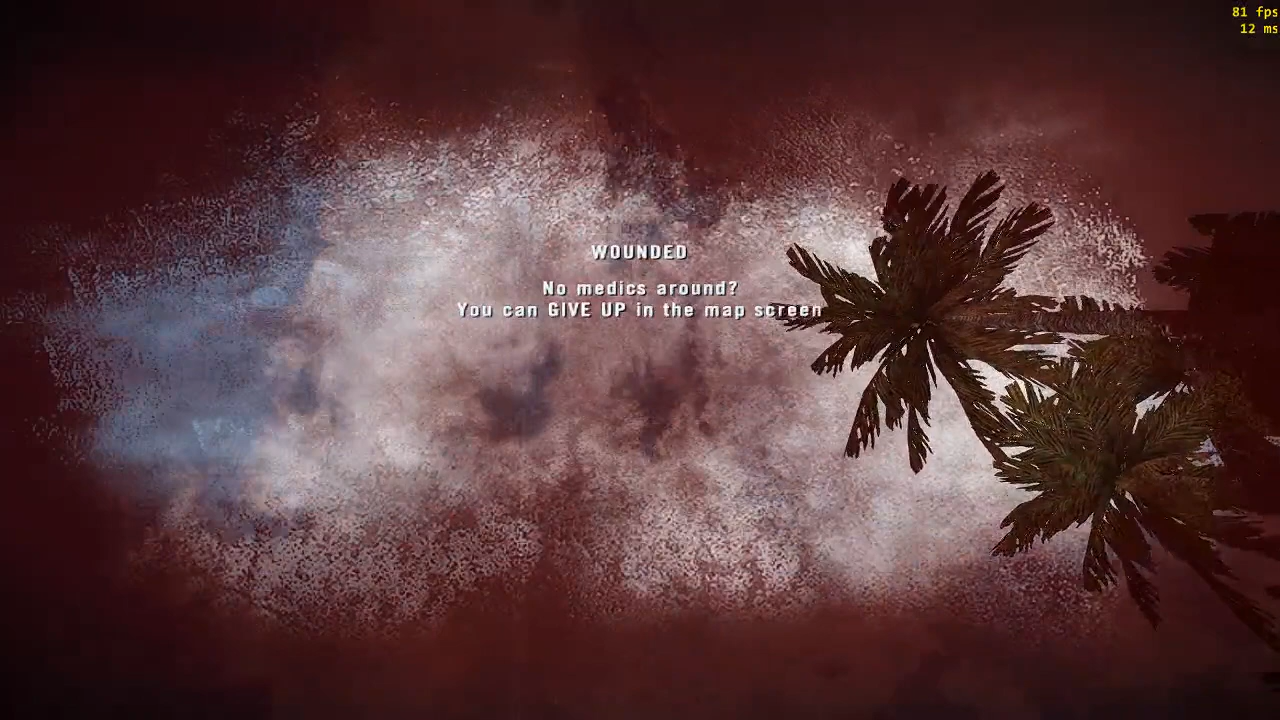 81 fps
12 ms
WOUNDED
No medics around?
You can GIVE UP in the map screen